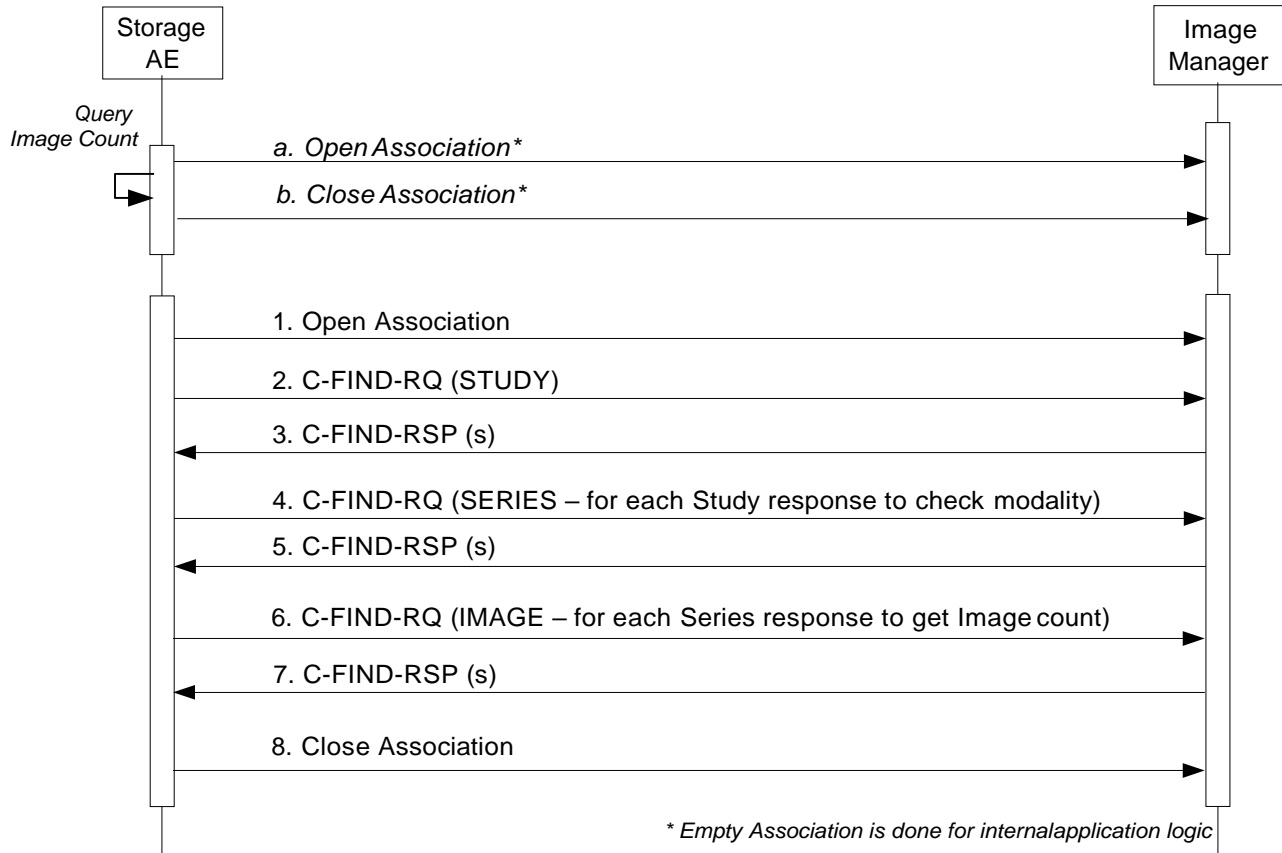 Storage
AE
Image
Manager
Query
Image Count
a. Open Association*
b. Close Association*
1. Open Association
2. C-FIND-RQ (STUDY)
3. C-FIND-RSP (s)
4. C-FIND-RQ (SERIES – for each Study response to check modality)
5. C-FIND-RSP (s)
6. C-FIND-RQ (IMAGE – for each Series response to get Image count)
7. C-FIND-RSP (s)
8. Close Association
* Empty Association is done for internalapplication logic